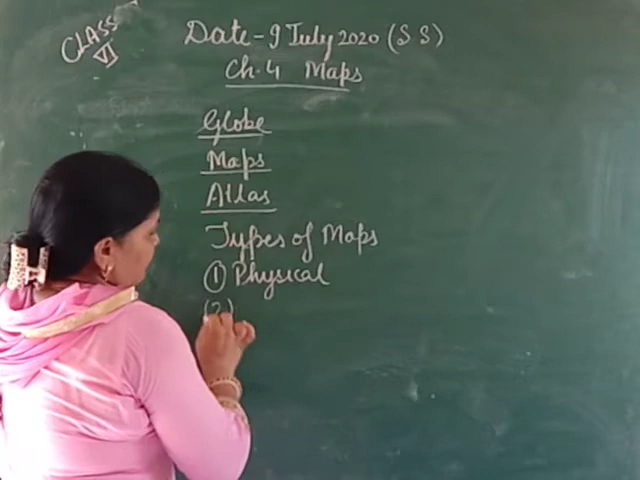 CLASS
VI
Date - 9 July 2020 (S S)
Ch. 4 Maps
Globe
Maps
Atlas
Types of Maps
① Physical
(2)